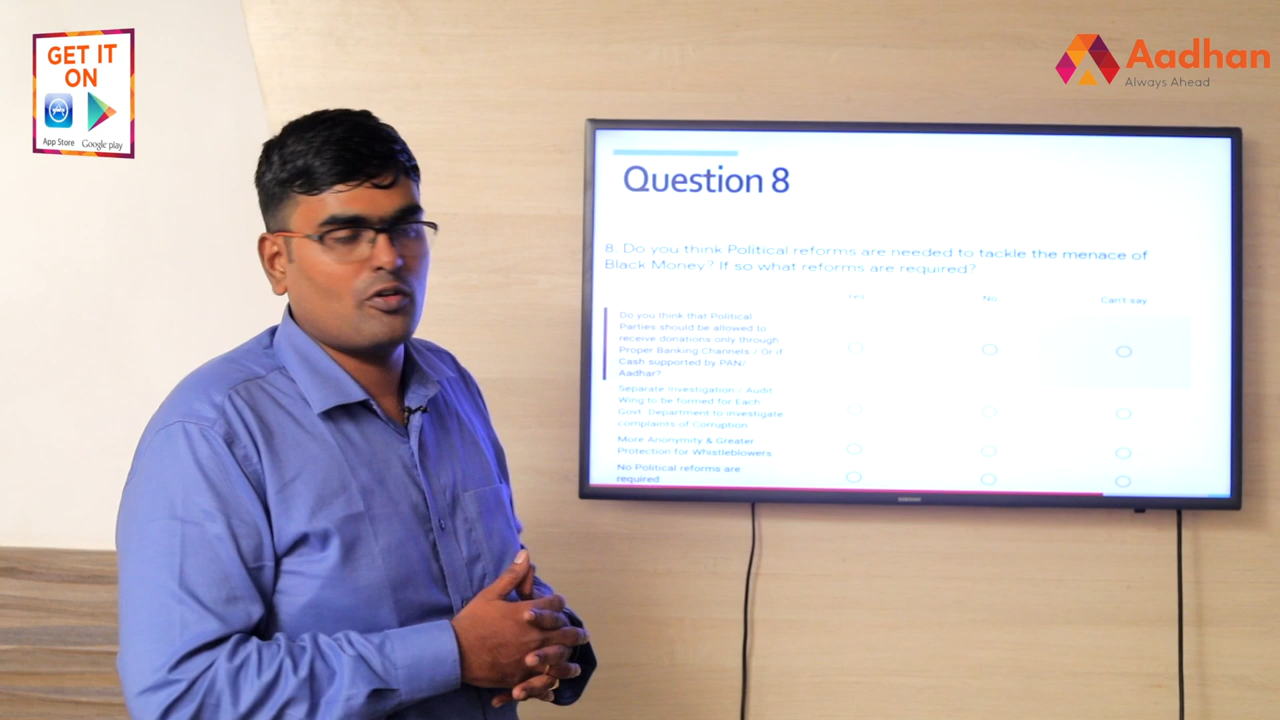 GET IT
ON
App Store Google play
Aadhan
Always Ahead
Question 8
8. Do you think Political reforms are needed to tackle the menace of
Black Money? If so what reforms are required?
Yes No Can't say
Do you think that Political
Parties should be allowed to
receive donations only through
Proper Banking Channels / Or if
Cash supported by PAN/
Aadhar?
Separate Investigation / Audit
Wing to be formed for Each
Govt. Department to investigate
complaints of Corruption
More Anonymity & Greater
Protection for Whistleblowers
No Political reforms are
required
SAMSUNG